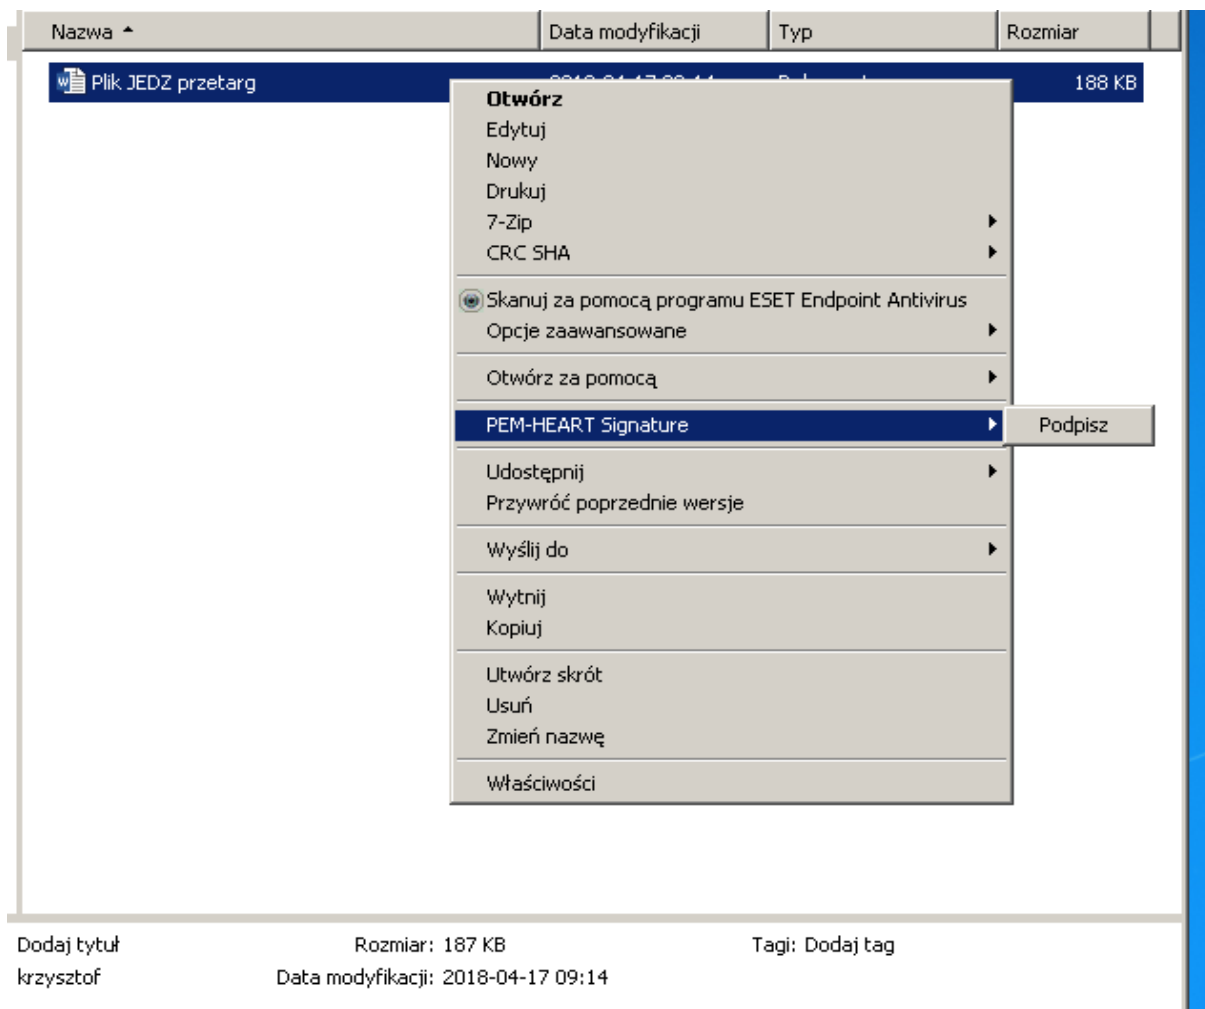 Nazwa Data modyfikacji Typ Rozmiar
Plik JEDZ przetarg 188 KB
Otwórz
Edytuj
Nowy
Drukuj
7-Zip
CRC SHA
Skanuj za pomocą programu ESET Endpoint Antivirus
Opcje zaawansowane
Otwórz za pomocą
PEM-HEART Signature Podpisz
Udostępnij
Przywróć poprzednie wersje
Wyślij do
Wytnij
Kopiuj
Utwórz skrót
Usuń
Zmień nazwę
Właściwości
Dodaj tytuł Rozmiar: 187 KB Tagi: Dodaj tag
krzysztof Data modyfikacji: 2018-04-17 09:14